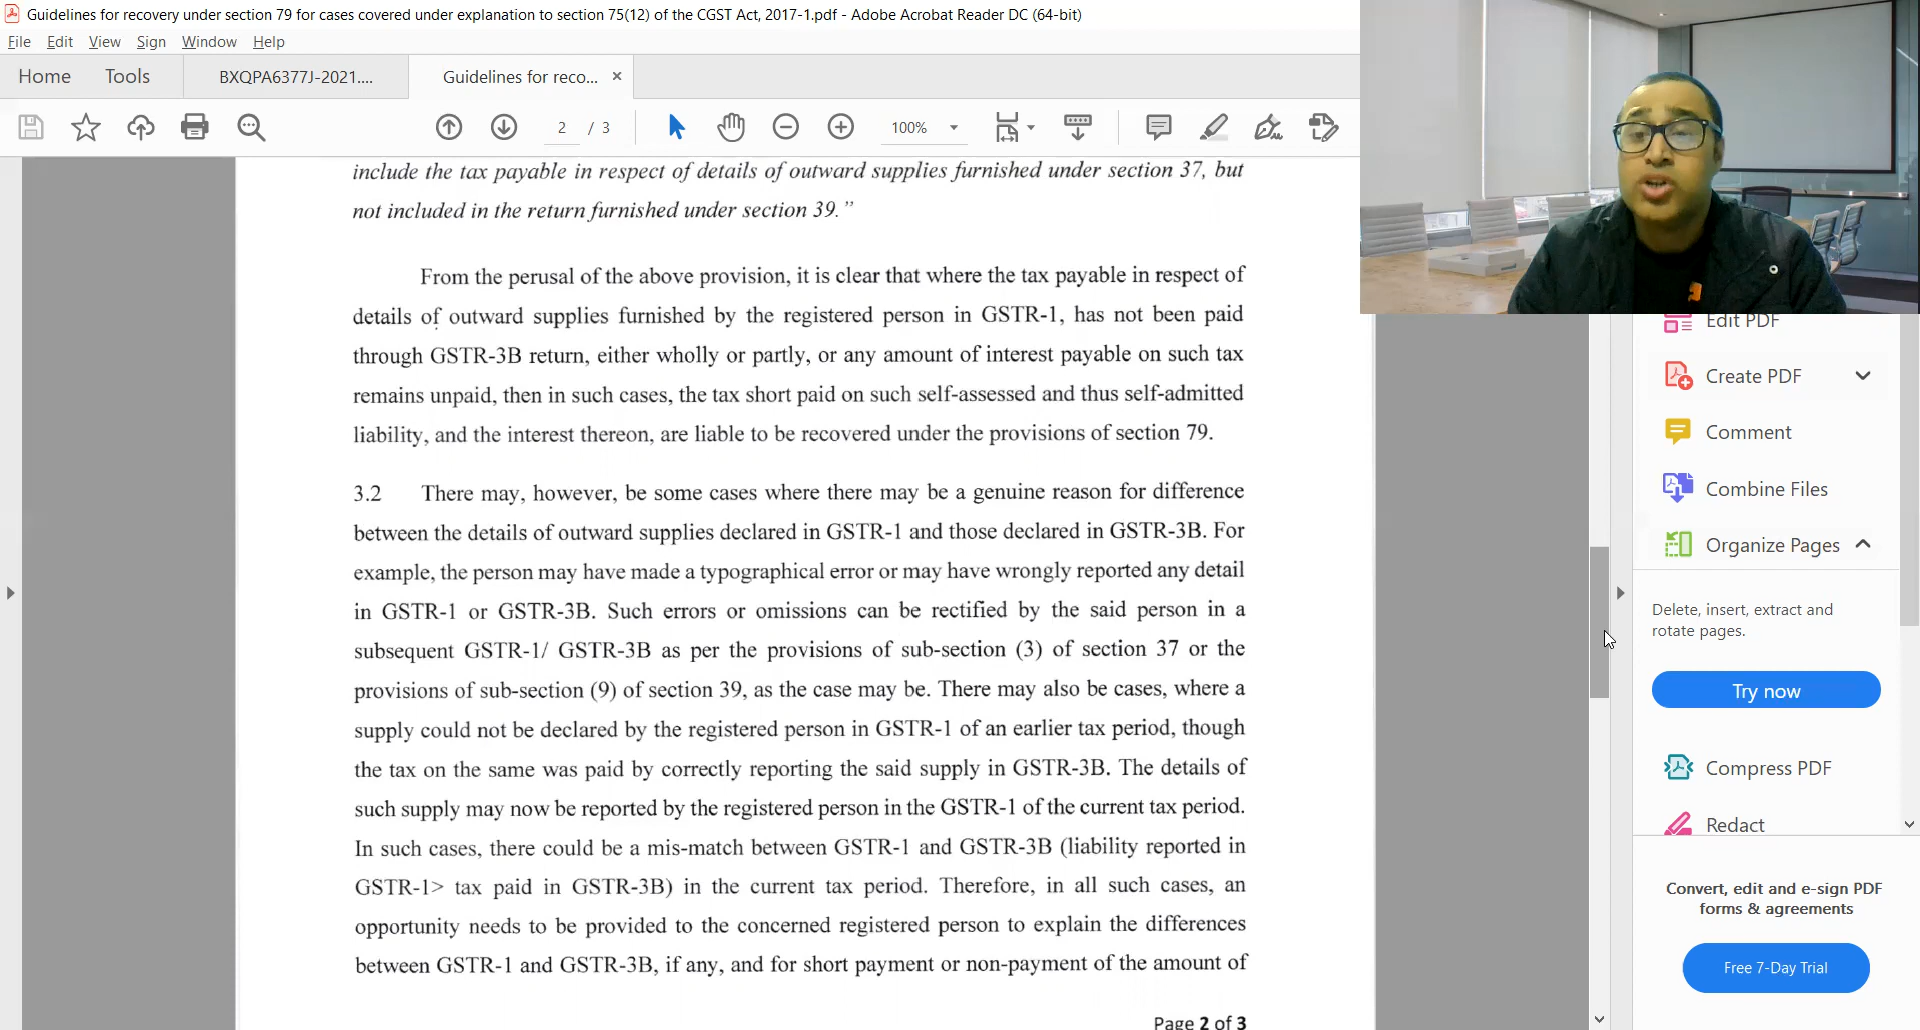 Guidelines for recovery under section 79 for cases covered under explanation to section 75(12) of the CGST Act, 2017-1.pdf - Adobe Acrobat Reader DC (64-bit)
File Edit View Sign Window Help
Home Tools BXQPA6377J-2021.... Guidelines for reco... ×
2 / 3 100%
include the tax payable in respect of details of outward supplies furnished under section 37, but
not included in the return furnished under section 39.”
From the perusal of the above provision, it is clear that where the tax payable in respect of
details of outward supplies furnished by the registered person in GSTR-1, has not been paid
through GSTR-3B return, either wholly or partly, or any amount of interest payable on such tax
remains unpaid, then in such cases, the tax short paid on such self-assessed and thus self-admitted
liability, and the interest thereon, are liable to be recovered under the provisions of section 79.
3.2 There may, however, be some cases where there may be a genuine reason for difference
between the details of outward supplies declared in GSTR-1 and those declared in GSTR-3B. For
example, the person may have made a typographical error or may have wrongly reported any detail
in GSTR-1 or GSTR-3B. Such errors or omissions can be rectified by the said person in a
subsequent GSTR-1/ GSTR-3B as per the provisions of sub-section (3) of section 37 or the
provisions of sub-section (9) of section 39, as the case may be. There may also be cases, where a
supply could not be declared by the registered person in GSTR-1 of an earlier tax period, though
the tax on the same was paid by correctly reporting the said supply in GSTR-3B. The details of
such supply may now be reported by the registered person in the GSTR-1 of the current tax period.
In such cases, there could be a mis-match between GSTR-1 and GSTR-3B (liability reported in
GSTR-1> tax paid in GSTR-3B) in the current tax period. Therefore, in all such cases, an
opportunity needs to be provided to the concerned registered person to explain the differences
between GSTR-1 and GSTR-3B, if any, and for short payment or non-payment of the amount of
Page 2 of 3
Edit PDF
Create PDF
Comment
Combine Files
Organize Pages
Delete, insert, extract and
rotate pages.
Try now
Compress PDF
Redact
Convert, edit and e-sign PDF
forms & agreements
Free 7-Day Trial